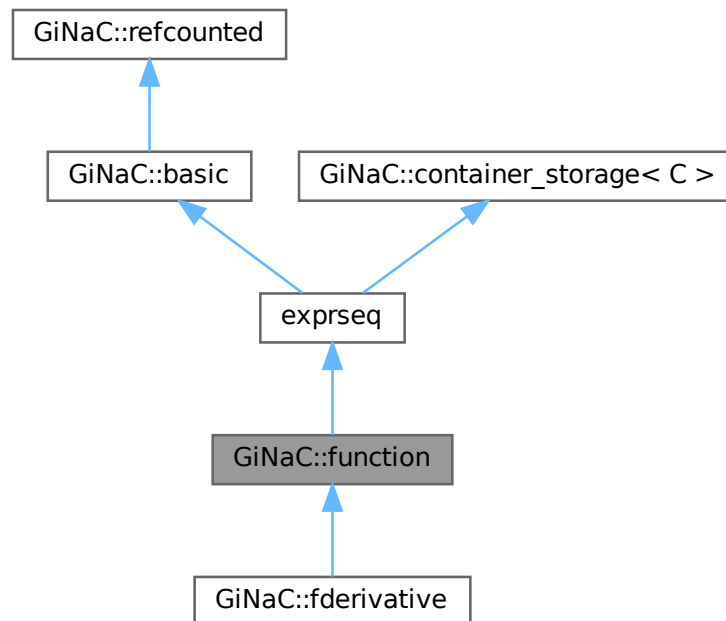 GiNaC::refcounted
GiNaC::basic
GiNaC::container_storage< C >
exprseq
GiNaC::function
GiNaC::fderivative